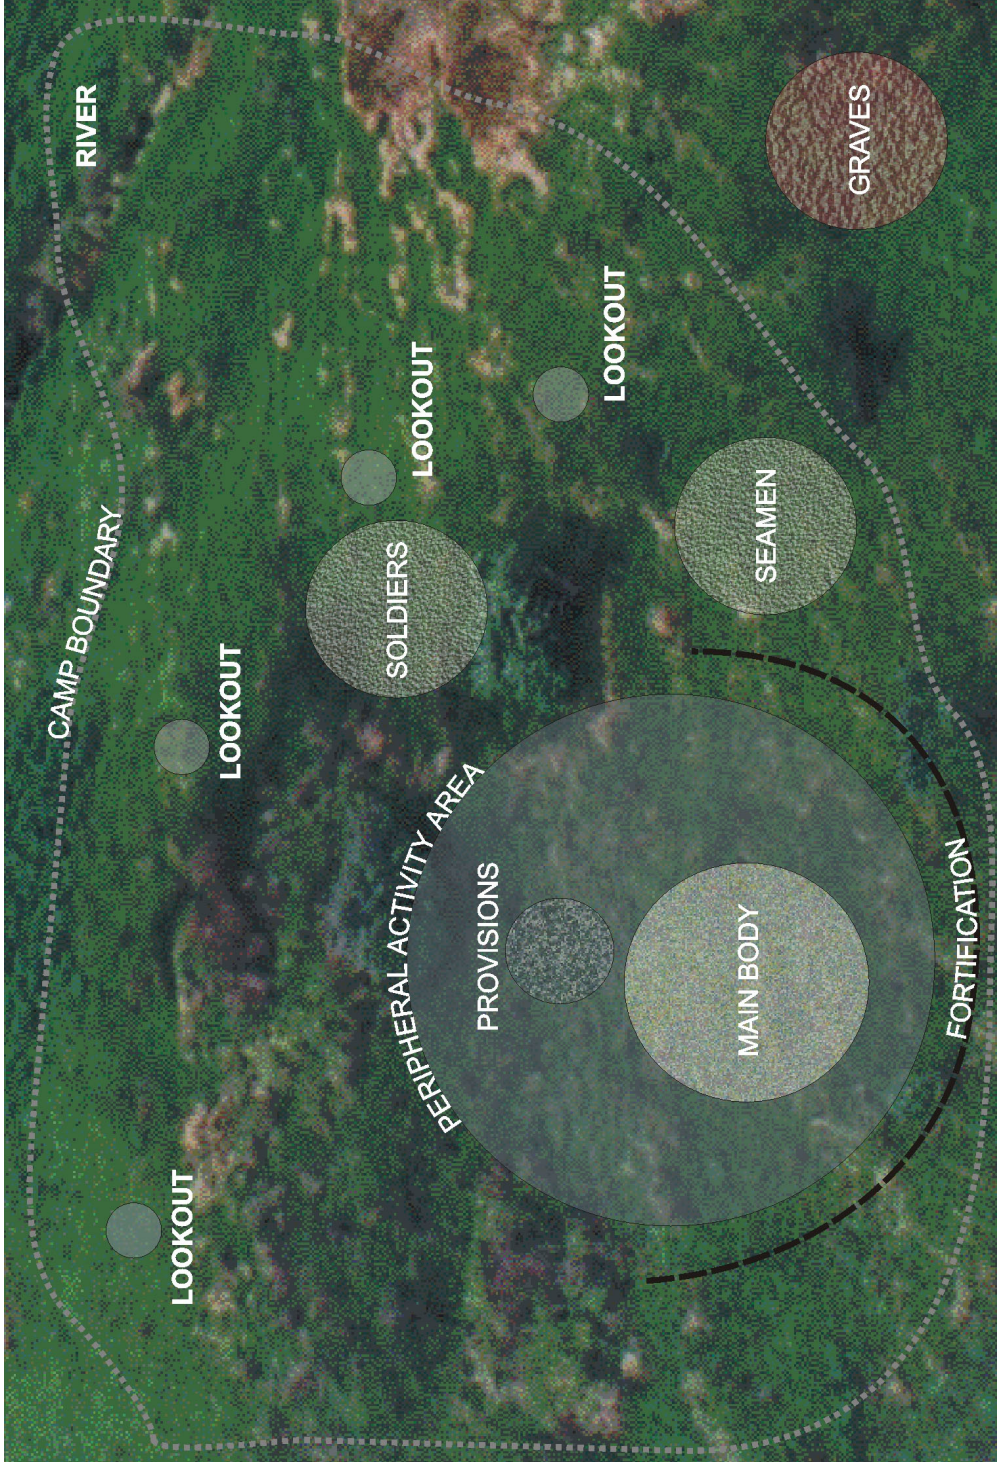 CAMP BOUNDARY
RIVER
LOOKOUT
LOOKOUT
PERIPHERAL ACTIVITY AREA
SOLDIERS
LOOKOUT
PROVISIONS
LOOKOUT
MAIN BODY
SEAMEN
GRAVES
FORTIFICATION